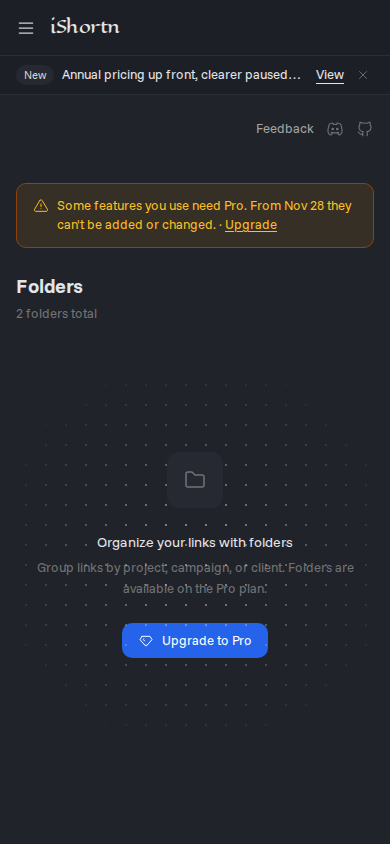 iShortn
New Annual pricing up front, clearer paused... View
Feedback
Some features you use need Pro. From Nov 28 they
can't be added or changed. · Upgrade
Folders
2 folders total
Organize your links with folders
Group links by project, campaign, or client. Folders are
available on the Pro plan.
Upgrade to Pro